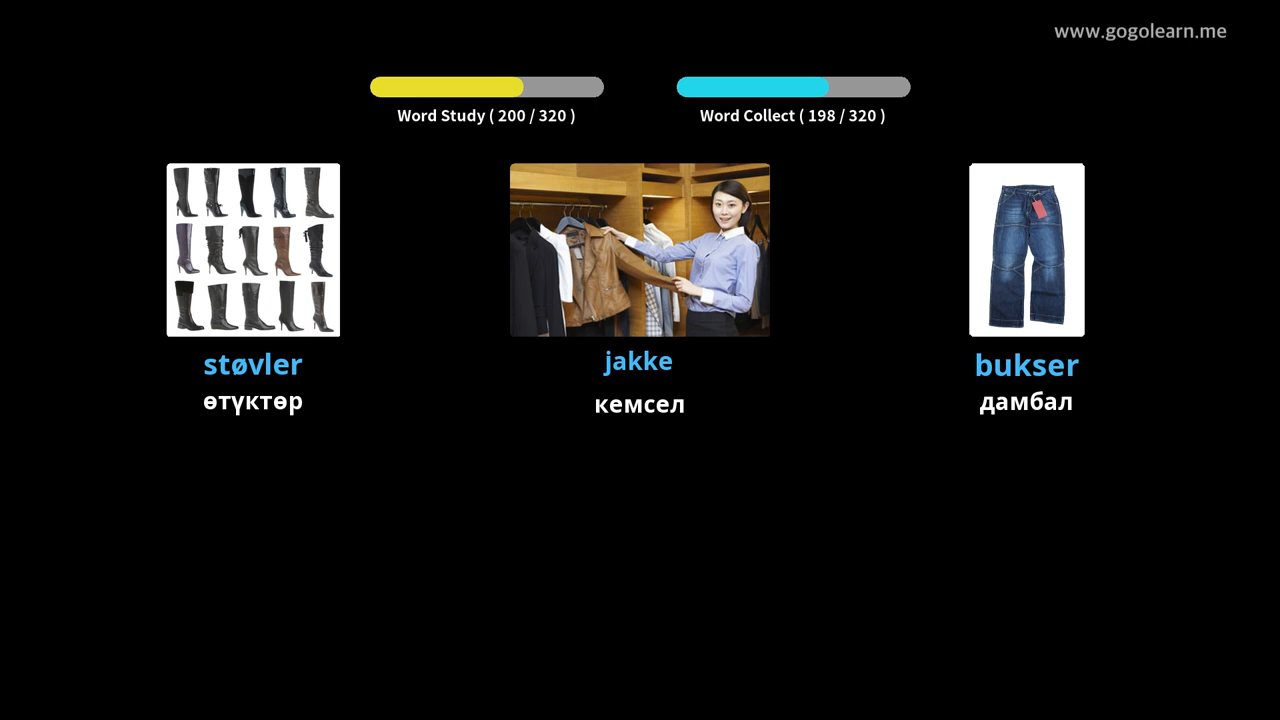 www.gogolearn.me
Word Study ( 200 / 320 )
Word Collect ( 198 / 320 )
støvler
jakke
bukser
өтүктөр
кемсел
дамбал